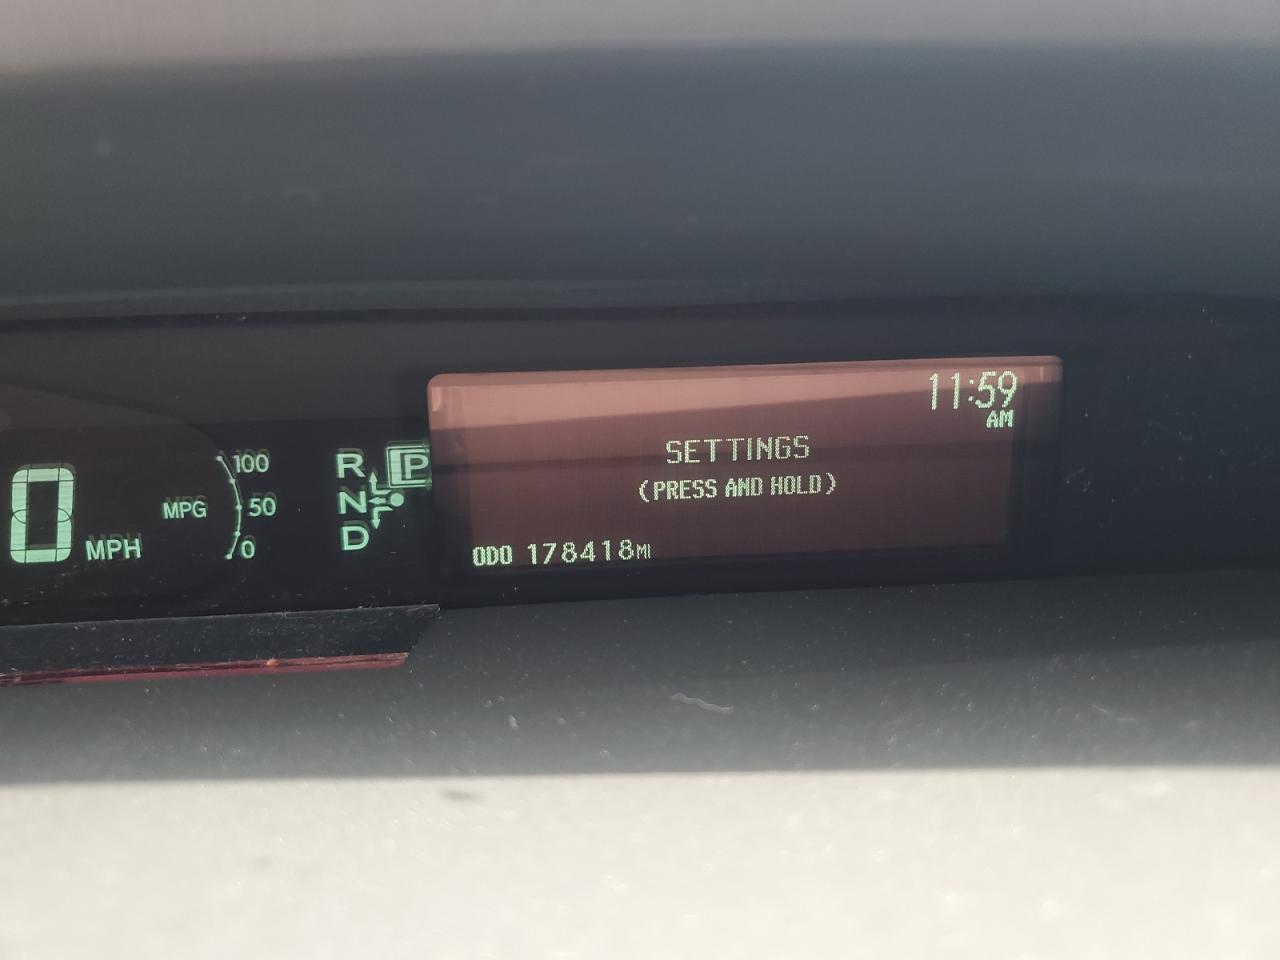 11:59
AM
SETTINGS
(PRESS AND HOLD)
ODO 178418MI
0 MPH
MPG
100
50
0
R
P
N
D